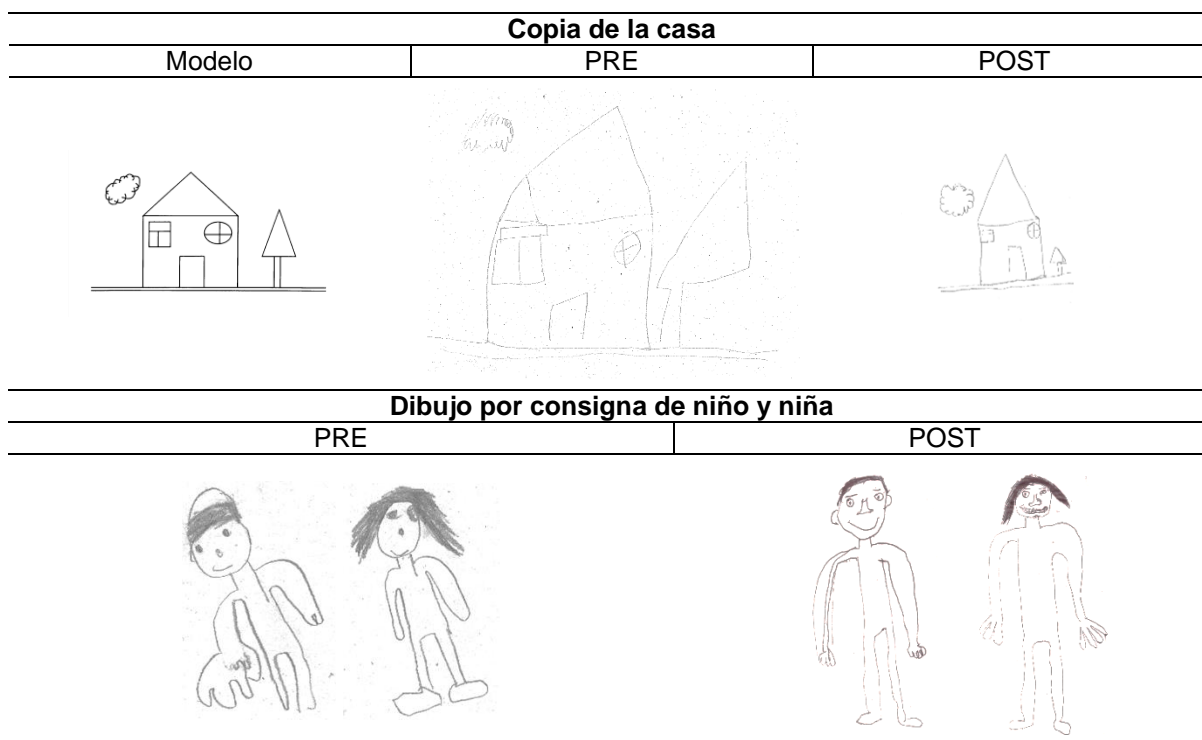 Copia de la casa
Modelo PRE POST
Dibujo por consigna de niño y niña
PRE POST